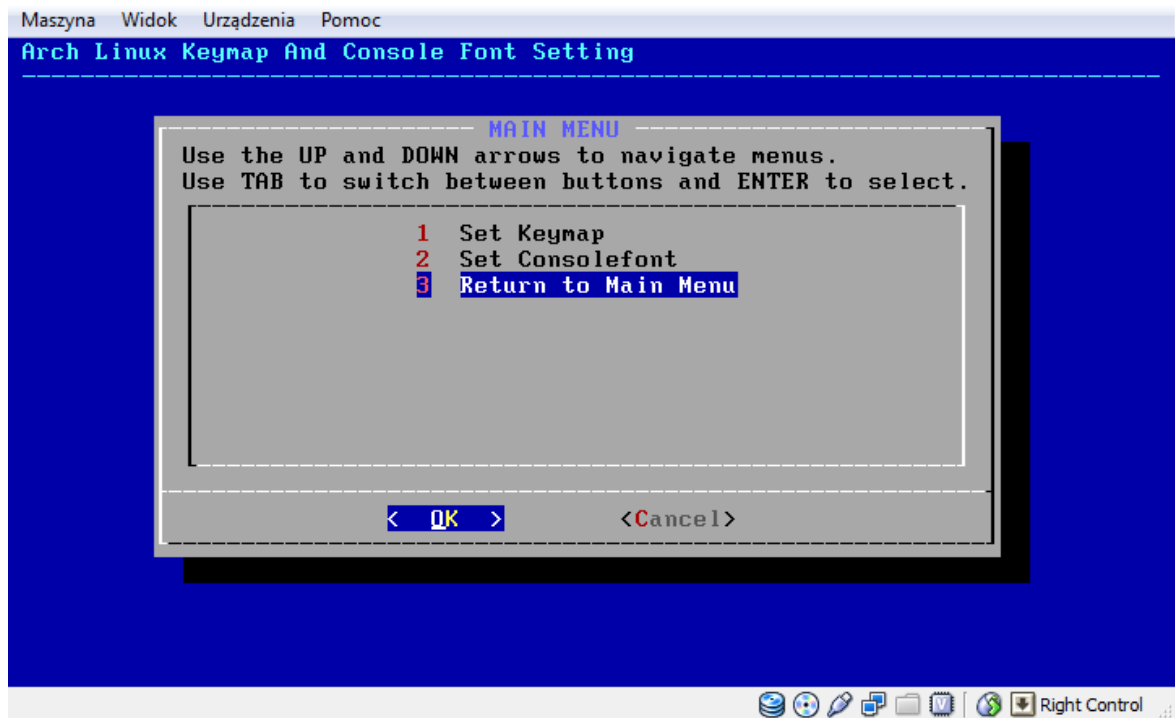 Maszyna Widok Urządzenia Pomoc
Arch Linux Keymap And Console Font Setting
MAIN MENU
Use the UP and DOWN arrows to navigate menus.
Use TAB to switch between buttons and ENTER to select.
1 Set Keymap
2 Set Consolefont
3 Return to Main Menu
< OK > <Cancel>
Right Control